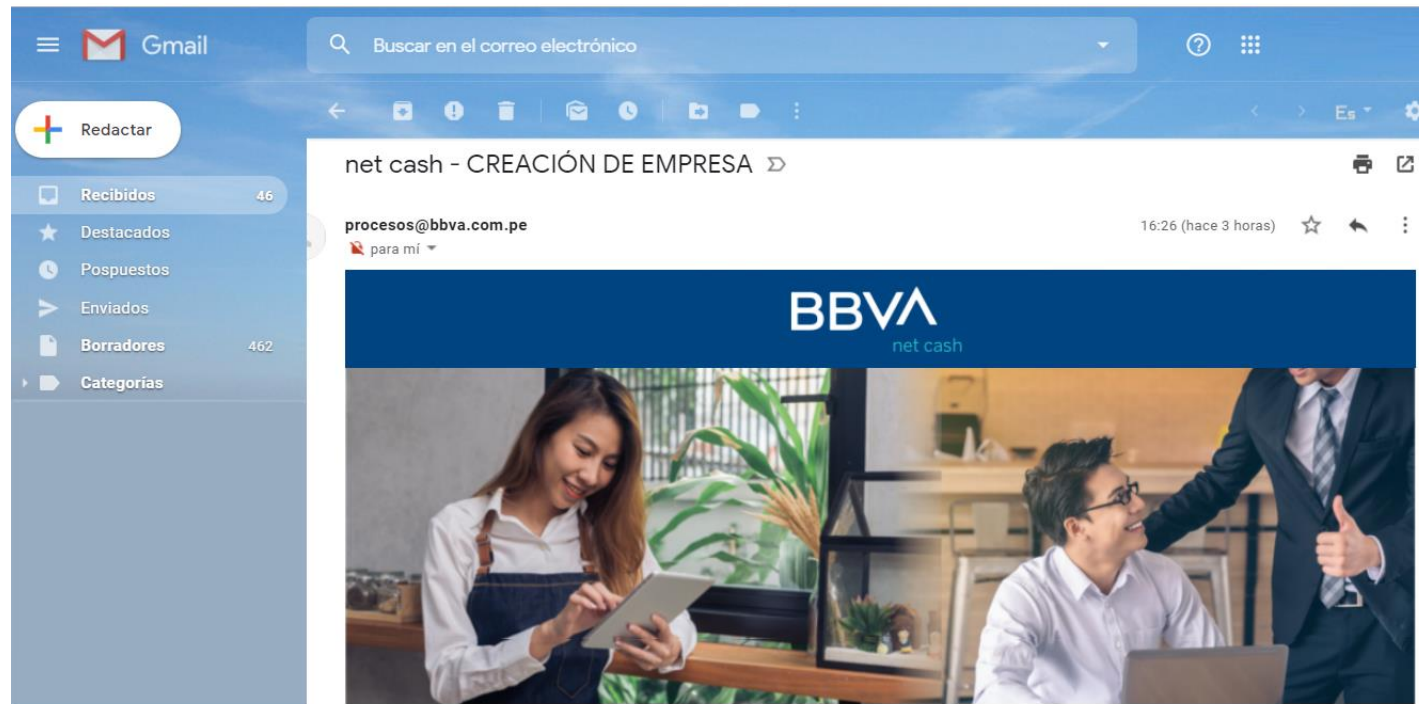 Gmail
Buscar en el correo electrónico
Redactar
Es
net cash - CREACIÓN DE EMPRESA
Recibidos 46
procesos@bbva.com.pe 16:26 (hace 3 horas)
Destacados
para mí
Pospuestos
Enviados
BBVA
net cash
Borradores 462
Categorías